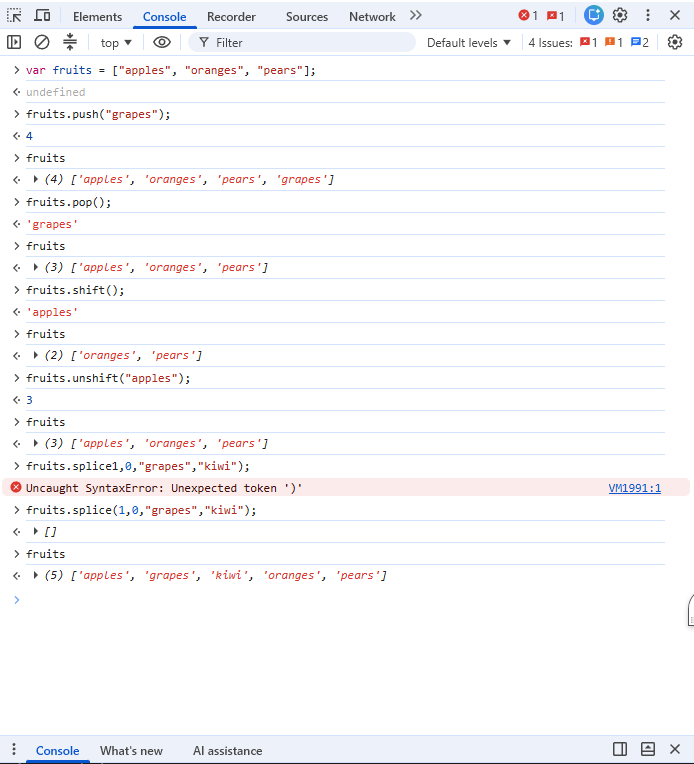 Elements Console Recorder Sources Network 1 1
top Filter Default levels 4 Issues: 1 1 2
> var fruits = ["apples", "oranges", "pears"];
undefined
> fruits.push("grapes");
4
> fruits
(4) ['apples', 'oranges', 'pears', 'grapes']
> fruits.pop();
'grapes'
> fruits
(3) ['apples', 'oranges', 'pears']
> fruits.shift();
'apples'
> fruits
(2) ['oranges', 'pears']
> fruits.unshift("apples");
3
> fruits
(3) ['apples', 'oranges', 'pears']
> fruits.splice1,0,"grapes","kiwi");
Uncaught SyntaxError: Unexpected token ')' VM1991:1
> fruits.splice(1,0,"grapes","kiwi");
[]
> fruits
(5) ['apples', 'grapes', 'kiwi', 'oranges', 'pears']
>
Console What's new AI assistance